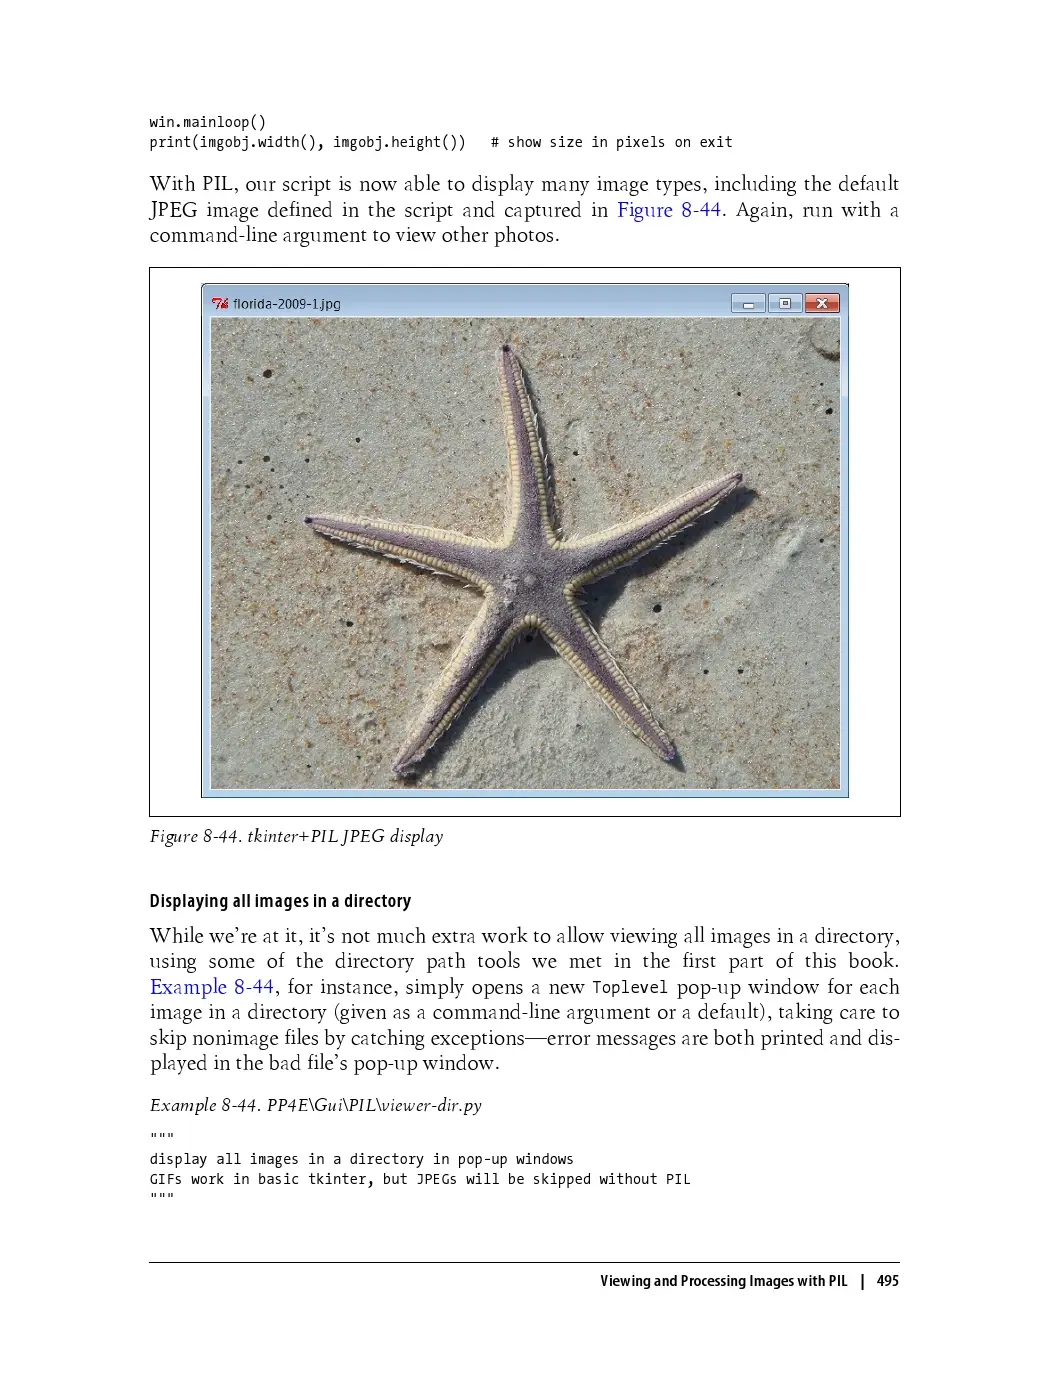 win.mainloop()
print(imgobj.width(), imgobj.height())   # show size in pixels on exit
With PIL, our script is now able to display many image types, including the default
JPEG image defined in the script and captured in Figure 8-44. Again, run with a
command-line argument to view other photos.
florida-2009-1.jpg
Figure 8-44. tkinter+PIL JPEG display
Displaying all images in a directory
While we’re at it, it’s not much extra work to allow viewing all images in a directory,
using some of the directory path tools we met in the first part of this book.
Example 8-44, for instance, simply opens a new Toplevel pop-up window for each
image in a directory (given as a command-line argument or a default), taking care to
skip nonimage files by catching exceptions—error messages are both printed and dis-
played in the bad file’s pop-up window.
Example 8-44. PP4E\Gui\PIL\viewer-dir.py
"""
display all images in a directory in pop-up windows
GIFs work in basic tkinter, but JPEGs will be skipped without PIL
"""
Viewing and Processing Images with PIL | 495